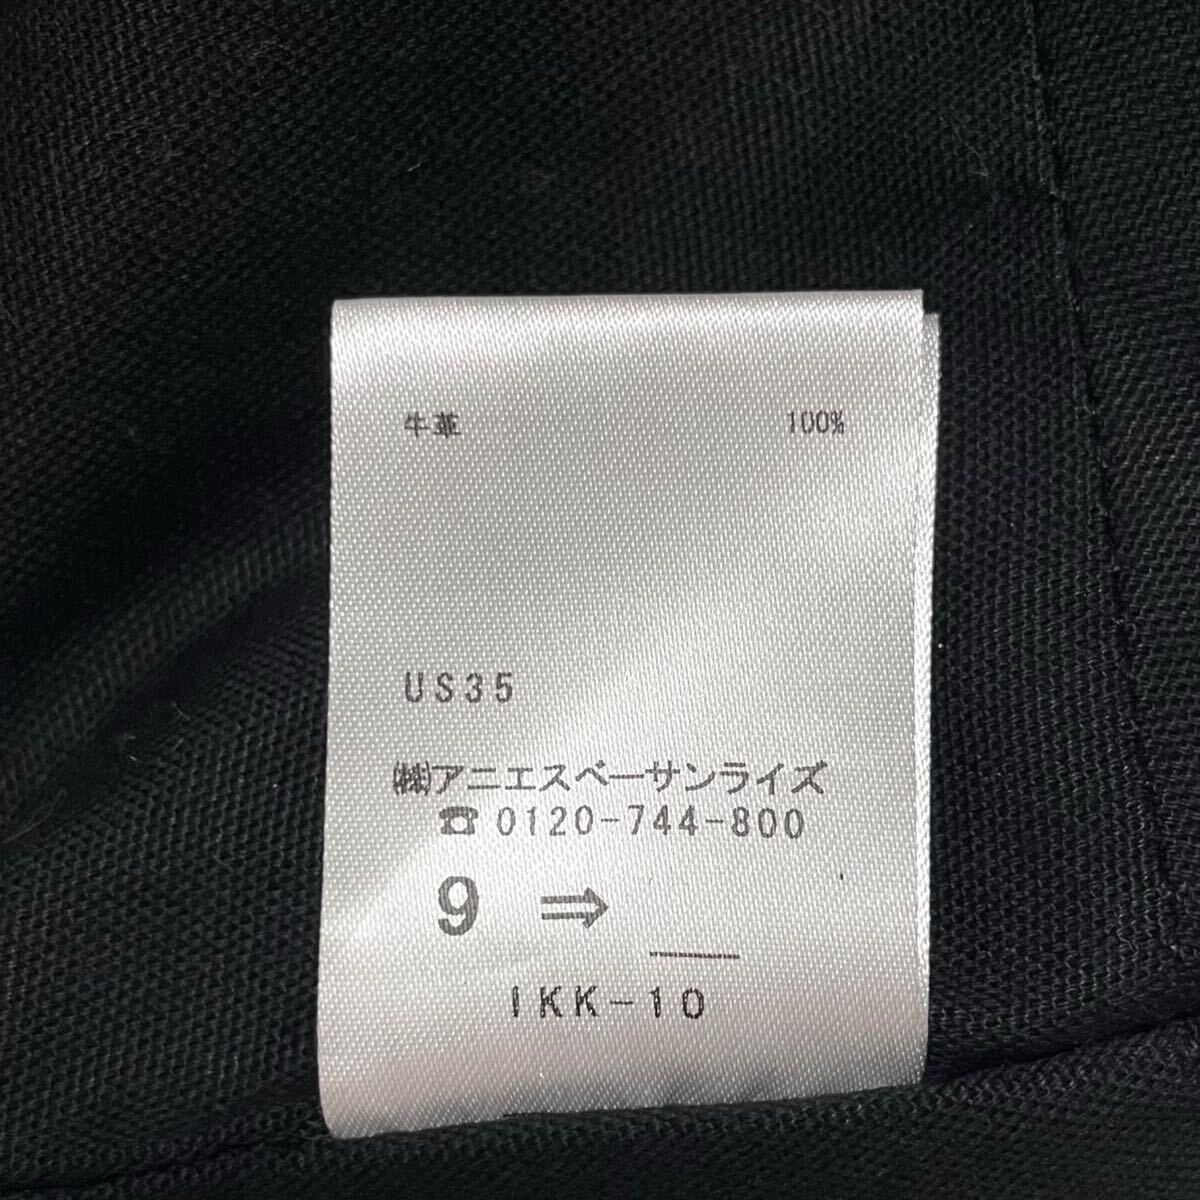 牛革 100%
US35
㈱アニエスベーサンライズ
☎0120-744-800
9 ⇒ __
IKK-10